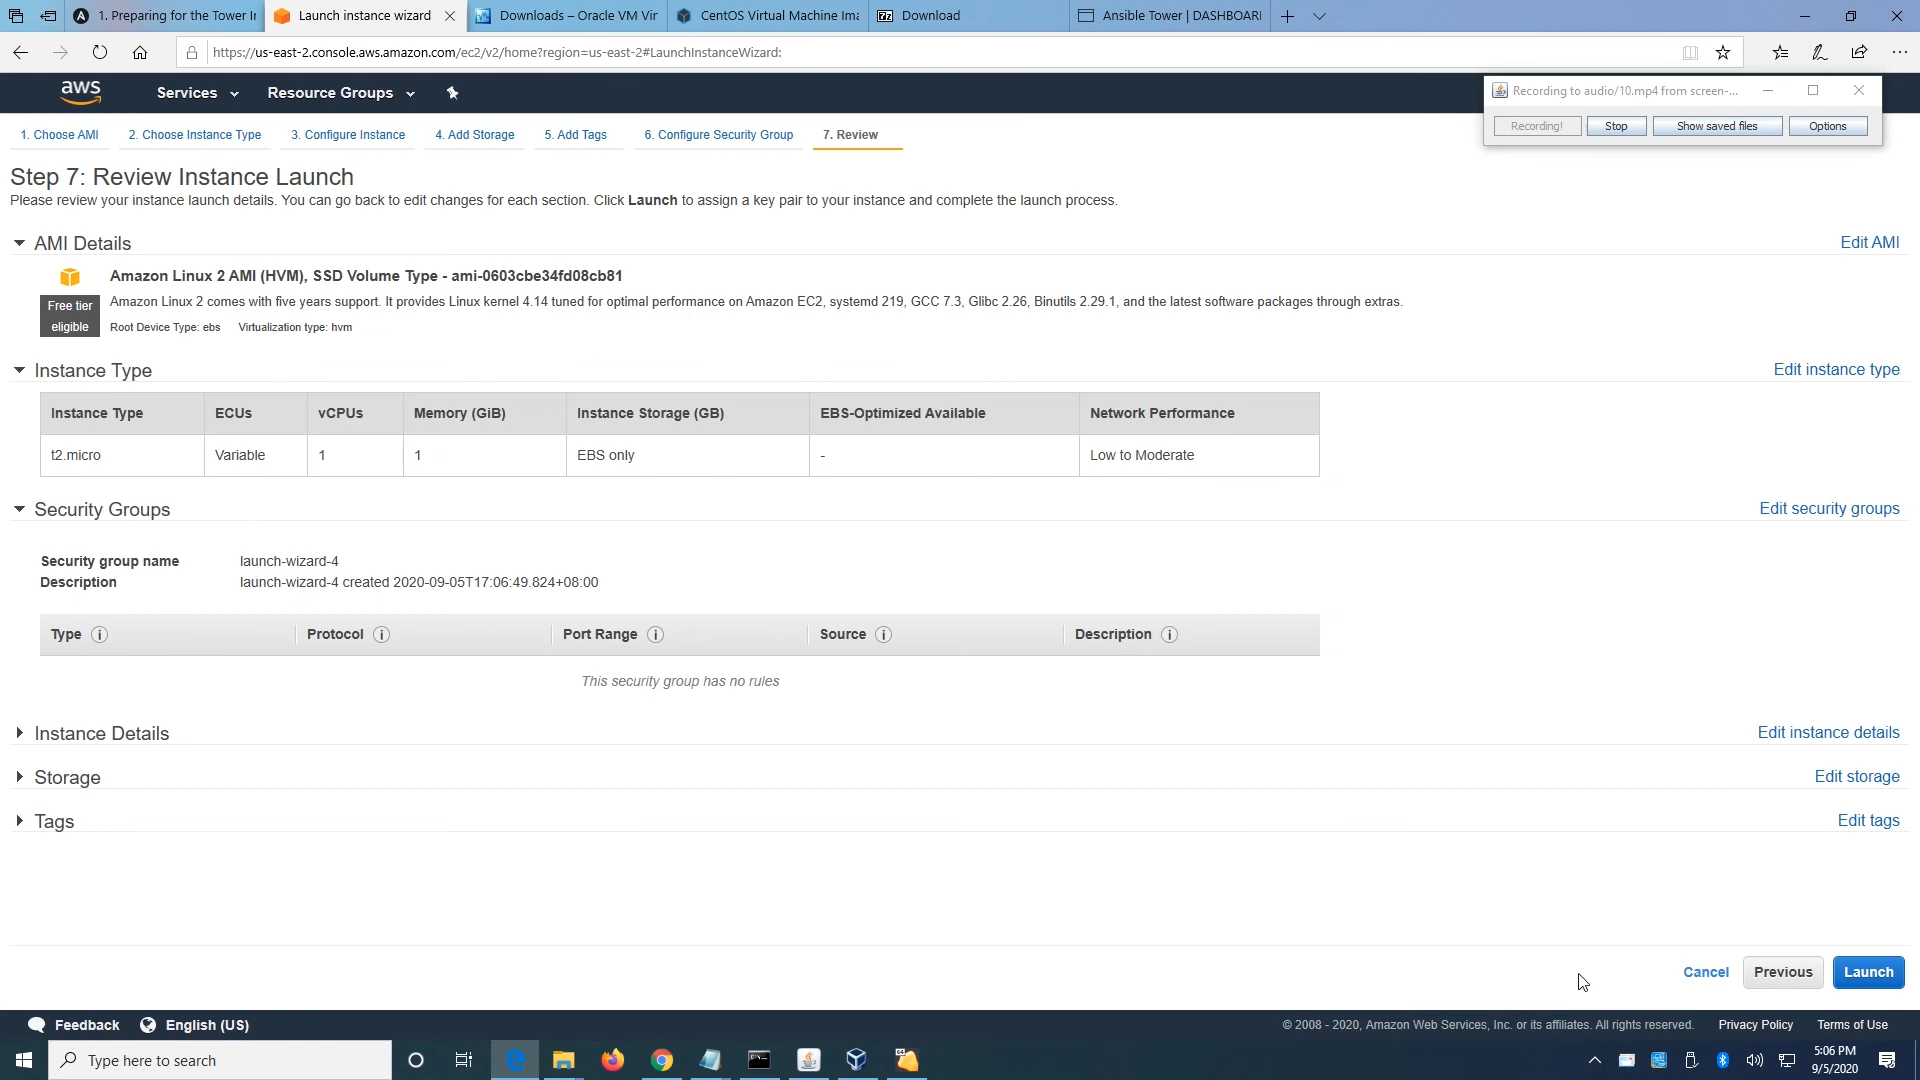 1. Preparing for the Tower In
Launch instance wizard
Downloads – Oracle VM Vir
CentOS Virtual Machine Ima
7z Download
Ansible Tower | DASHBOARI
https://us-east-2.console.aws.amazon.com/ec2/v2/home?region=us-east-2#LaunchInstanceWizard:
aws
Services
Resource Groups
Recording to audio/10.mp4 from screen-...
Recording!
Stop
Show saved files
Options
1. Choose AMI
2. Choose Instance Type
3. Configure Instance
4. Add Storage
5. Add Tags
6. Configure Security Group
7. Review
Step 7: Review Instance Launch
Please review your instance launch details. You can go back to edit changes for each section. Click Launch to assign a key pair to your instance and complete the launch process.
AMI Details
Edit AMI
Amazon Linux 2 AMI (HVM), SSD Volume Type - ami-0603cbe34fd08cb81
Free tier
eligible
Amazon Linux 2 comes with five years support. It provides Linux kernel 4.14 tuned for optimal performance on Amazon EC2, systemd 219, GCC 7.3, Glibc 2.26, Binutils 2.29.1, and the latest software packages through extras.
Root Device Type: ebs Virtualization type: hvm
Instance Type
Edit instance type
Instance Type ECUs vCPUs Memory (GiB) Instance Storage (GB) EBS-Optimized Available Network Performance
t2.micro Variable 1 1 EBS only - Low to Moderate
Security Groups
Edit security groups
Security group name launch-wizard-4
Description launch-wizard-4 created 2020-09-05T17:06:49.824+08:00
Type Protocol Port Range Source Description
This security group has no rules
Instance Details
Edit instance details
Storage
Edit storage
Tags
Edit tags
Cancel
Previous
Launch
Feedback
English (US)
© 2008 - 2020, Amazon Web Services, Inc. or its affiliates. All rights reserved.
Privacy Policy
Terms of Use
Type here to search
5:06 PM
9/5/2020